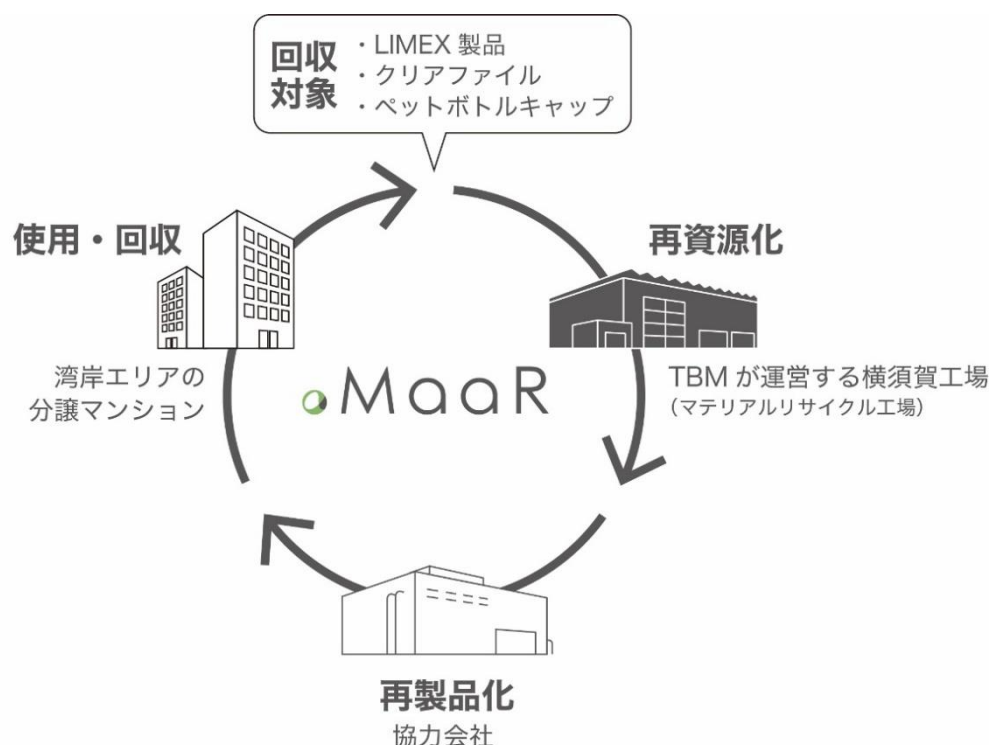 回収
対象
・LIMEX 製品
・クリアファイル
・ペットボトルキャップ
使用・回収
湾岸エリアの
分譲マンション
再資源化
TBM が運営する横須賀工場
(マテリアルリサイクル工場)
MaaR
再製品化
協力会社